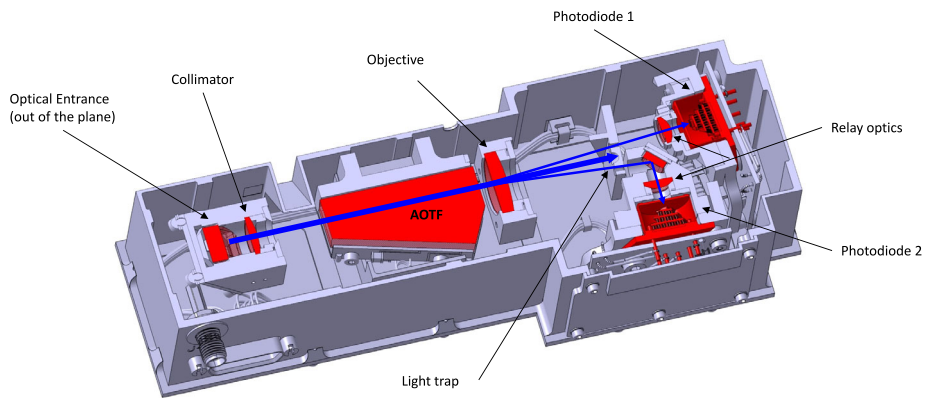 Photodiode 1
Objective
Collimator
Optical Entrance
(out of the plane)
Relay optics
AOTF
Photodiode 2
Light trap